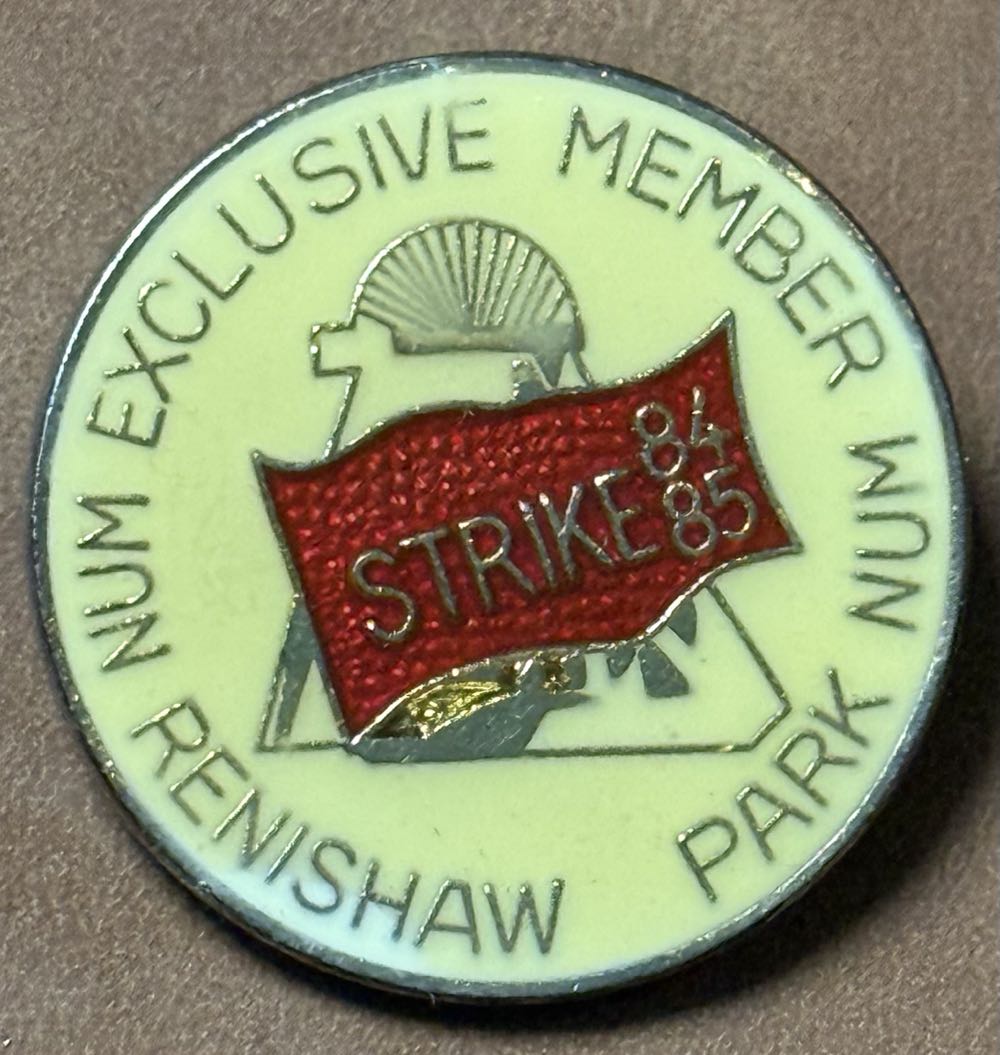 EXCLUSIVE MEMBER
NUM
RENISHAW PARK
NUM
STRIKE 84
85